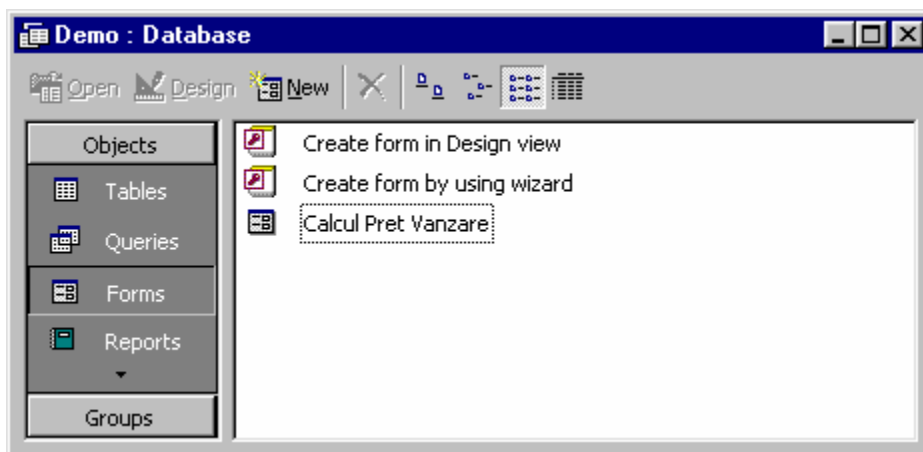 Demo : Database
Open Design New
Objects
Tables
Queries
Forms
Reports
Groups
Create form in Design view
Create form by using wizard
Calcul Pret Vanzare